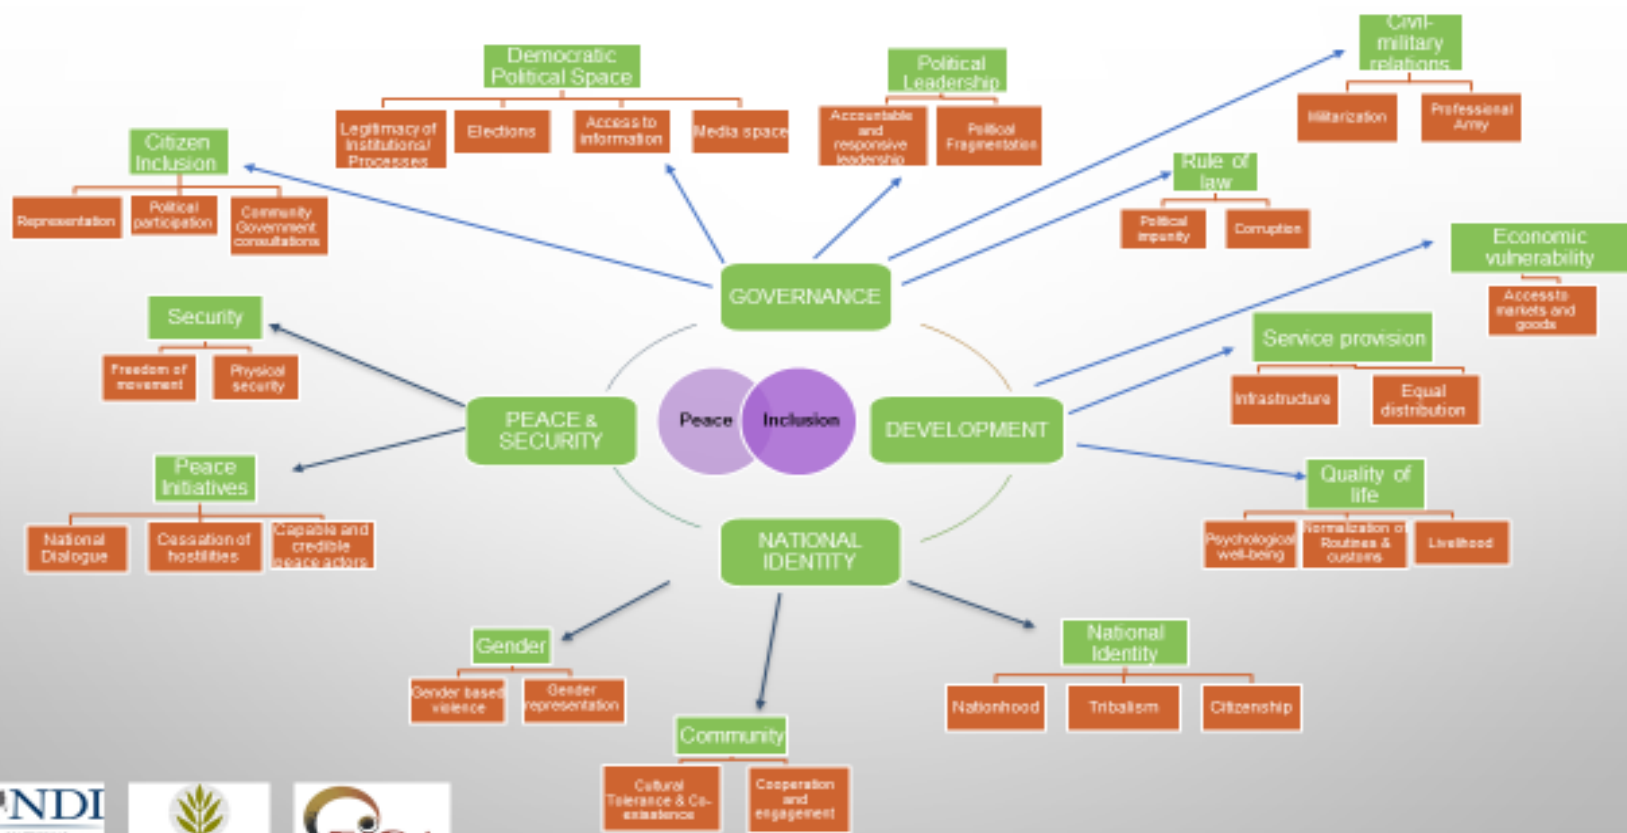 Civil-
military
relations
Militarization
Professional
Army
Democratic
Political Space
Legitimacy of
Institutions/
Processes
Elections
Access to
information
Media space
Political
Leadership
Accountable
and
responsive
leadership
Political
Fragmentation
Citizen
Inclusion
Representation
Political
participation
Community
Government
consultations
Rule of
law
Political
impunity
Corruption
Economic
vulnerability
Access to
markets and
goods
GOVERNANCE
Security
Freedom of
movement
Physical
security
Service provision
Infrastructure
Equal
distribution
PEACE &
SECURITY
Peace
Inclusion
DEVELOPMENT
Peace
Initiatives
National
Dialogue
Cessation of
hostilities
Capable and
credible
peace actors
Quality of
life
Psychological
well-being
Normalization of
Routines &
customs
Livelihood
NATIONAL
IDENTITY
Gender
Gender based
violence
Gender
representation
National
Identity
Nationhood
Tribalism
Citizenship
Community
Cultural
Tolerance & Co-
existence
Cooperation
and
engagement
NDI